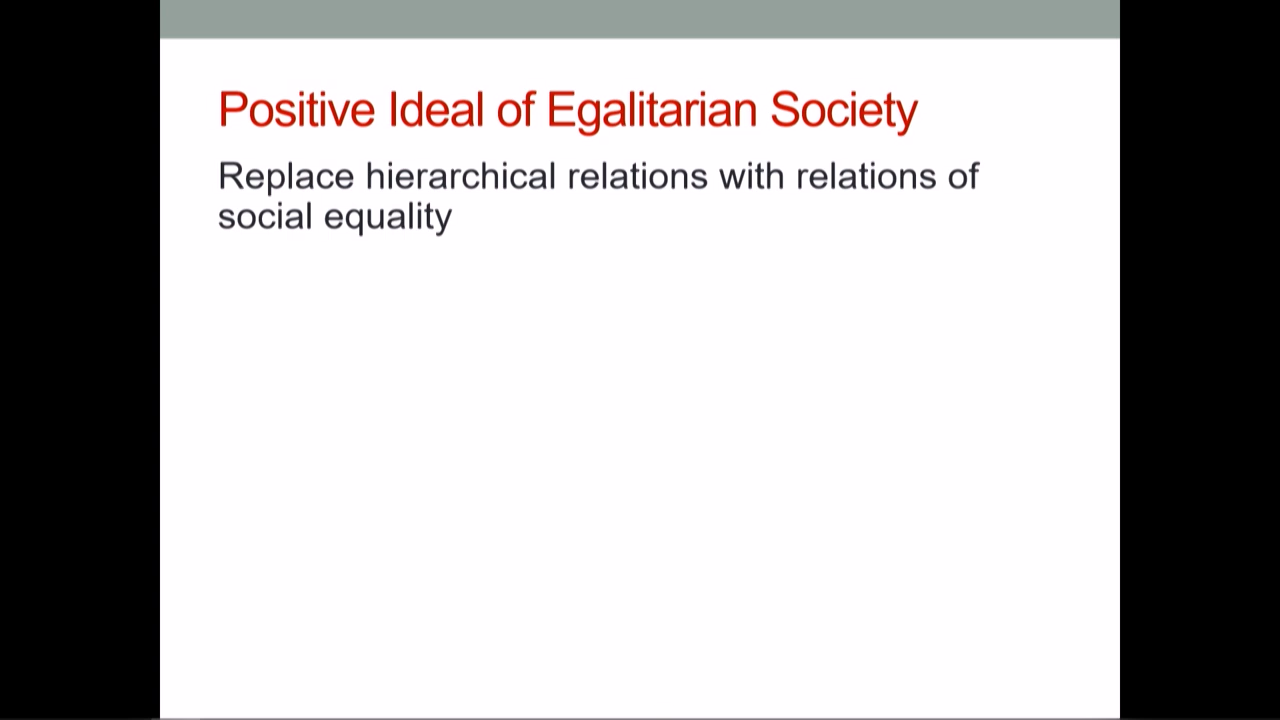 Positive Ideal of Egalitarian Society
Replace hierarchical relations with relations of
social equality